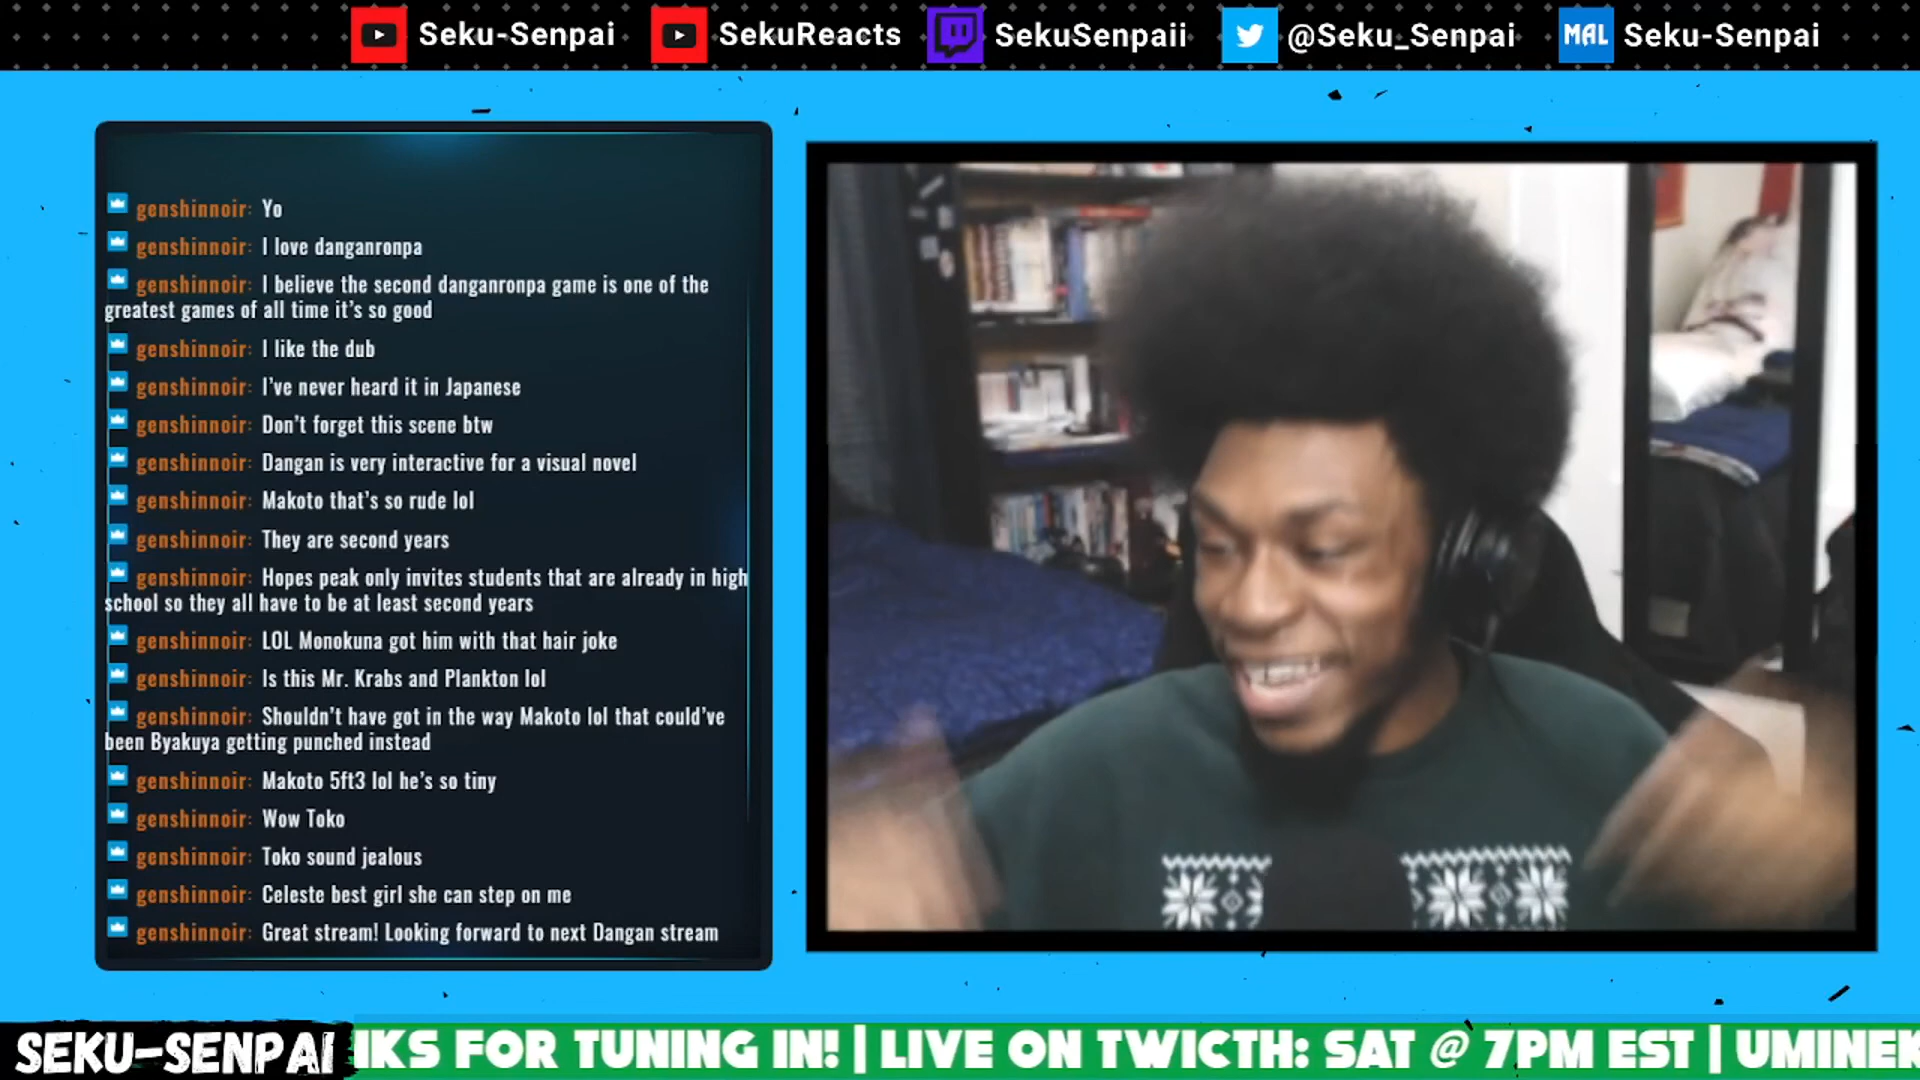 Seku-Senpai SekuReacts SekuSenpaii @Seku_Senpai MAL Seku-Senpai
genshinnoir: Yo
genshinnoir: I love danganronpa
genshinnoir: I believe the second danganronpa game is one of the
greatest games of all time it's so good
genshinnoir: I like the dub
genshinnoir: I've never heard it in Japanese
genshinnoir: Don't forget this scene btw
genshinnoir: Dangan is very interactive for a visual novel
genshinnoir: Makoto that's so rude lol
genshinnoir: They are second years
genshinnoir: Hopes peak only invites students that are already in high
school so they all have to be at least second years
genshinnoir: LOL Monokuna got him with that hair joke
genshinnoir: Is this Mr. Krabs and Plankton lol
genshinnoir: Shouldn't have got in the way Makoto lol that could've
been Byakuya getting punched instead
genshinnoir: Makoto 5ft3 lol he's so tiny
genshinnoir: Wow Toko
genshinnoir: Toko sound jealous
genshinnoir: Celeste best girl she can step on me
genshinnoir: Great stream! Looking forward to next Dangan stream
SEKU-SENPAI IKS FOR TUNING IN! | LIVE ON TWICTH: SAT @ 7PM EST | UMINEK